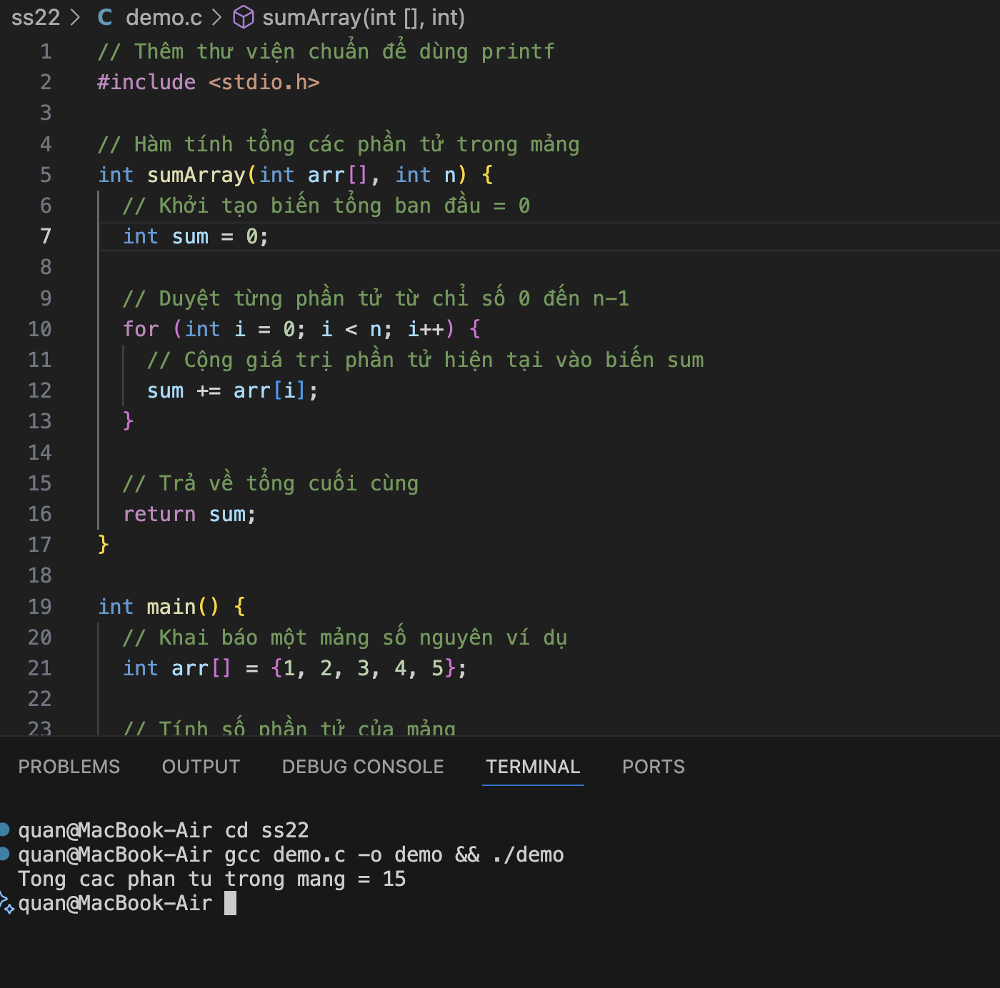 ss22 > C demo.c > sumArray(int [], int)
1 // Thêm thư viện chuẩn để dùng printf
2 #include <stdio.h>
3
4 // Hàm tính tổng các phần tử trong mảng
5 int sumArray(int arr[], int n) {
6 // Khởi tạo biến tổng ban đầu = 0
7 int sum = 0;
8
9 // Duyệt từng phần tử từ chỉ số 0 đến n-1
10 for (int i = 0; i < n; i++) {
11 // Cộng giá trị phần tử hiện tại vào biến sum
12 sum += arr[i];
13 }
14
15 // Trả về tổng cuối cùng
16 return sum;
17 }
18
19 int main() {
20 // Khai báo một mảng số nguyên ví dụ
21 int arr[] = {1, 2, 3, 4, 5};
22
23 // Tính số phần tử của mảng
PROBLEMS OUTPUT DEBUG CONSOLE TERMINAL PORTS
quan@MacBook-Air cd ss22
quan@MacBook-Air gcc demo.c -o demo && ./demo
Tong cac phan tu trong mang = 15
quan@MacBook-Air